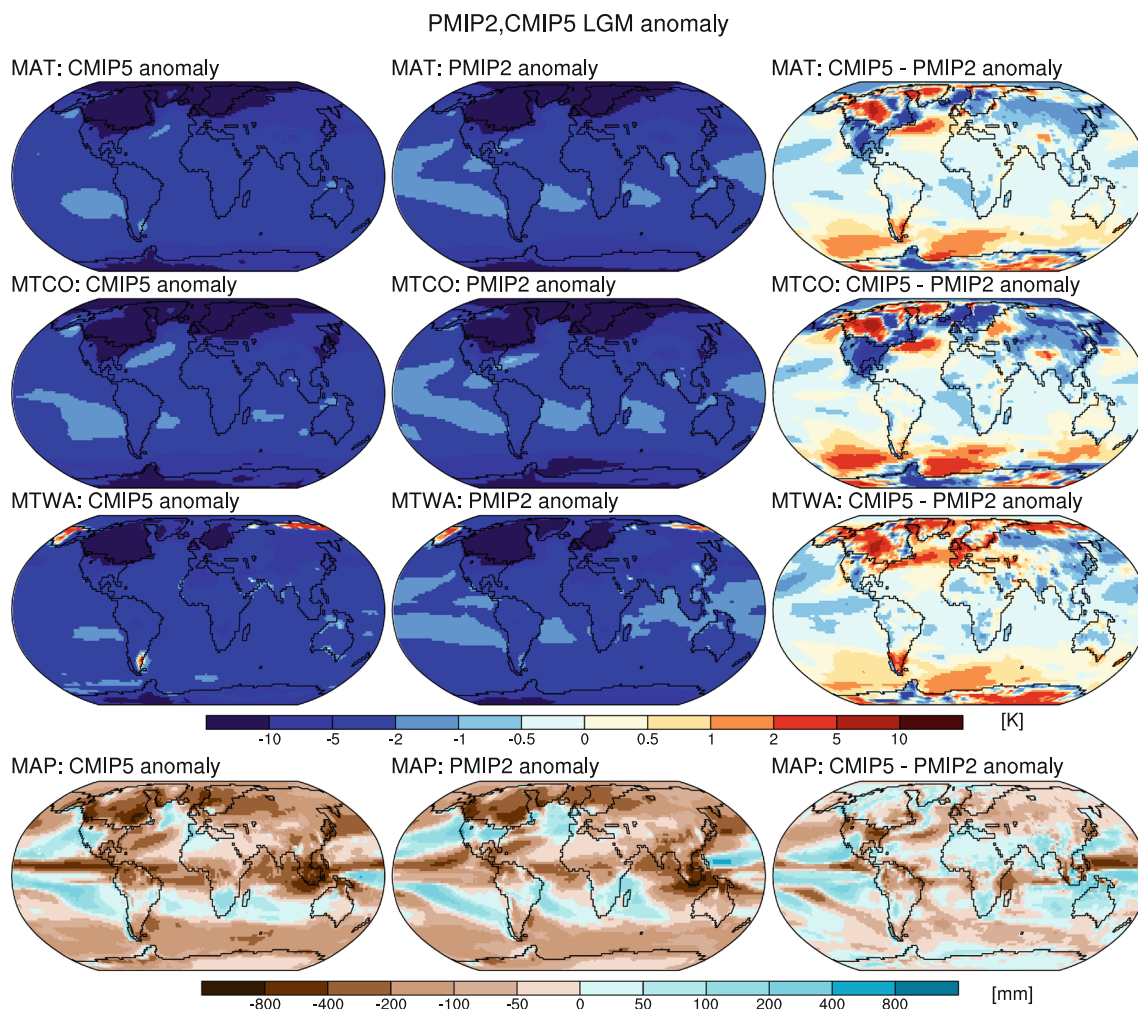 PMIP2,CMIP5 LGM anomaly
MAT: CMIP5 anomaly
MAT: PMIP2 anomaly
MAT: CMIP5 - PMIP2 anomaly
MTCO: CMIP5 anomaly
MTCO: PMIP2 anomaly
MTCO: CMIP5 - PMIP2 anomaly
MTWA: CMIP5 anomaly
MTWA: PMIP2 anomaly
MTWA: CMIP5 - PMIP2 anomaly
-10 -5 -2 -1 -0.5 0 0.5 1 2 5 10 [K]
MAP: CMIP5 anomaly
MAP: PMIP2 anomaly
MAP: CMIP5 - PMIP2 anomaly
-800 -400 -200 -100 -50 0 50 100 200 400 800 [mm]